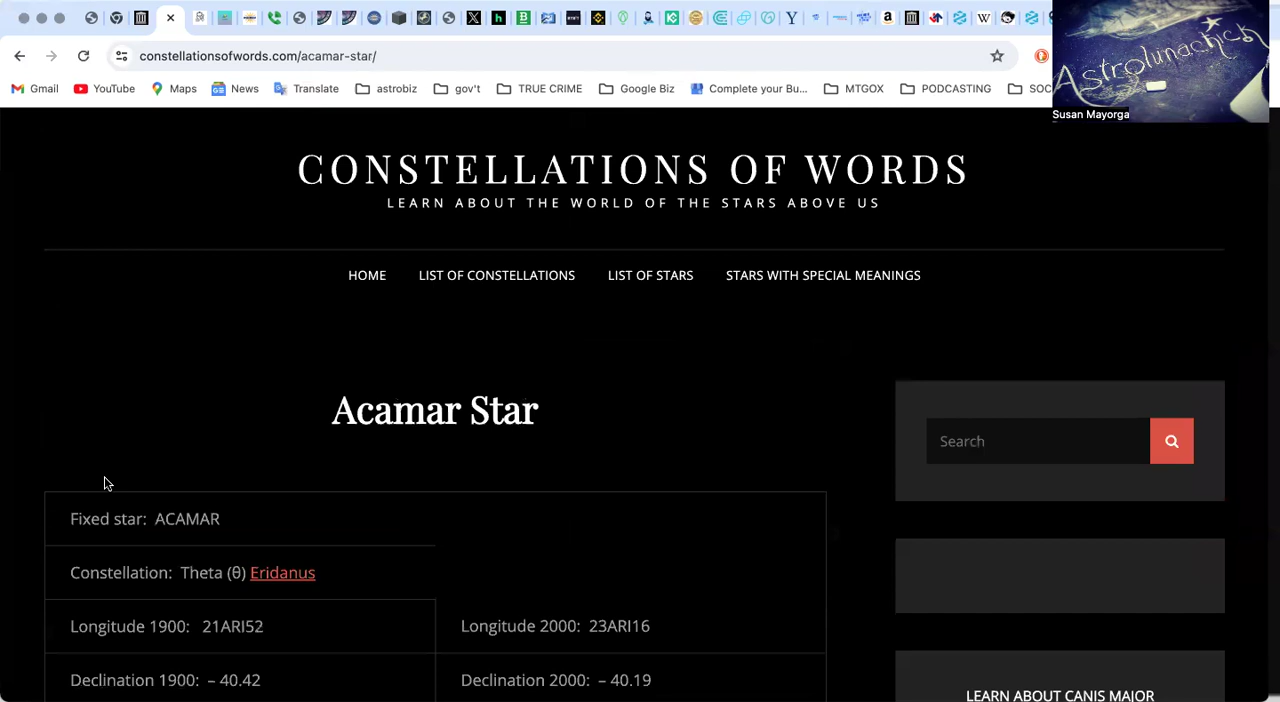 constellationsofwords.com/acamar-star/
Gmail YouTube Maps News Translate astrobiz gov't TRUE CRIME Google Biz Complete your Bu... MTGOX PODCASTING SOC
Astrolunachick
Susan Mayorga
CONSTELLATIONS OF WORDS
LEARN ABOUT THE WORLD OF THE STARS ABOVE US
HOME LIST OF CONSTELLATIONS LIST OF STARS STARS WITH SPECIAL MEANINGS
Acamar Star
Search
Fixed star: ACAMAR
Constellation: Theta (θ) Eridanus
Longitude 1900: 21ARI52 Longitude 2000: 23ARI16
Declination 1900: – 40.42 Declination 2000: – 40.19
LEARN ABOUT CANIS MAJOR